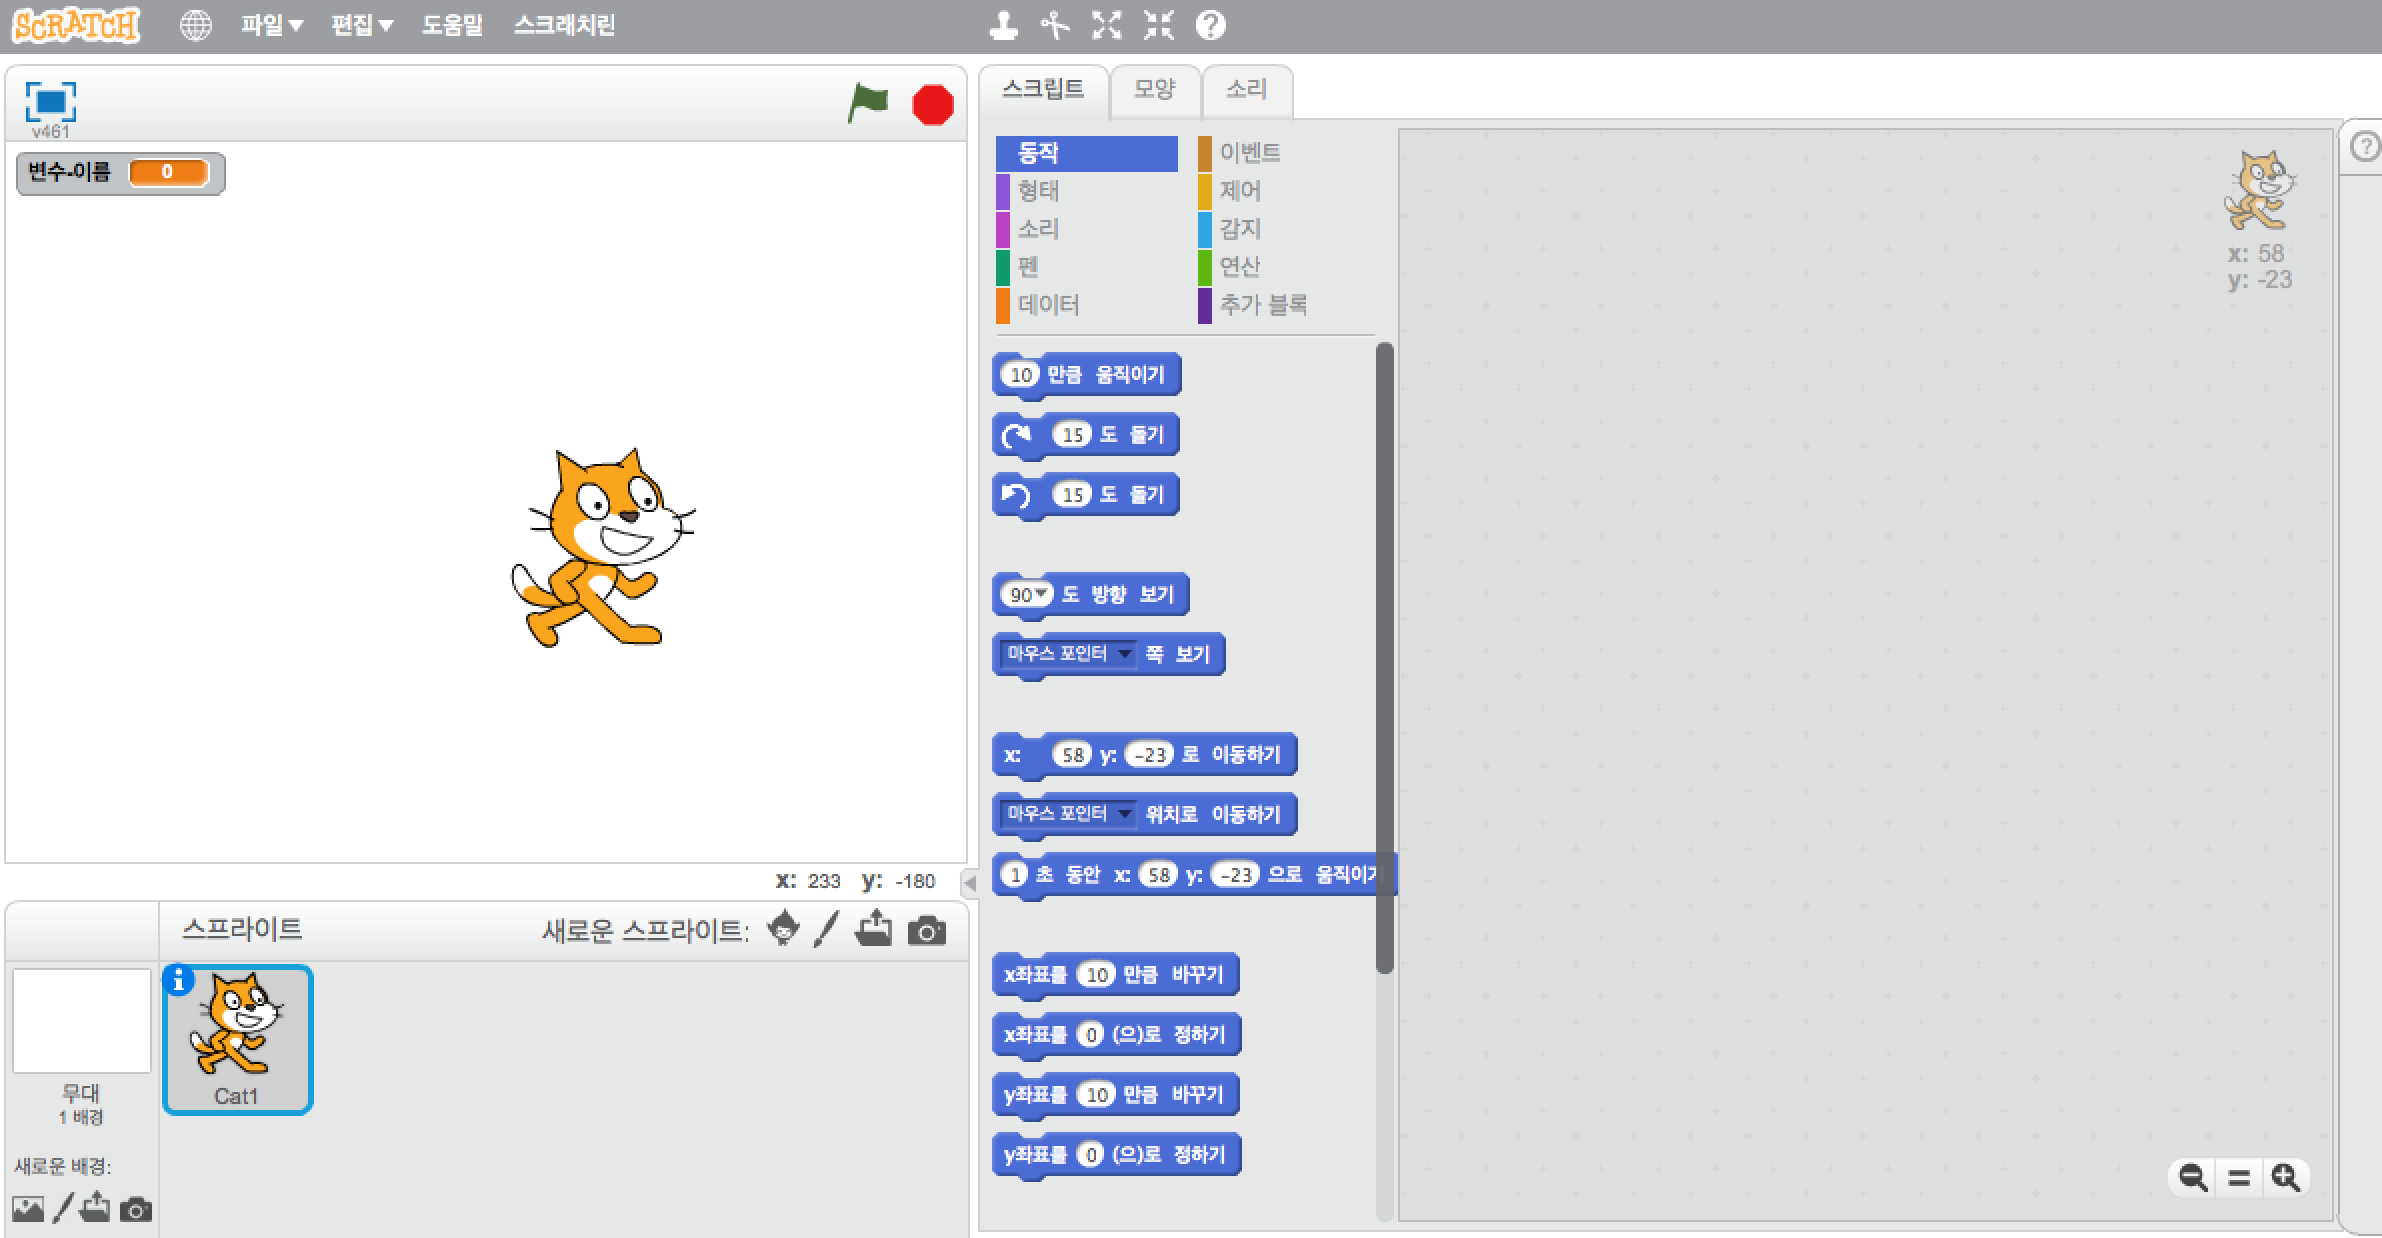 SCRATCH 파일▼ 편집▼ 도움말 스크래치린
v461
변수-이름 0
x: 233 y: -180
스프라이트 새로운 스프라이트:
무대
1 배경
새로운 배경:
Cat1
스크립트 모양 소리
동작 이벤트
형태 제어
소리 감지
펜 연산
데이터 추가 블록
10 만큼 움직이기
15 도 돌기
15 도 돌기
90▼ 도 방향 보기
마우스 포인터 쪽 보기
x: 58 y: -23 로 이동하기
마우스 포인터 위치로 이동하기
1 초 동안 x: 58 y: -23 으로 움직이기
x좌표를 10 만큼 바꾸기
x좌표를 0 (으)로 정하기
y좌표를 10 만큼 바꾸기
y좌표를 0 (으)로 정하기
x: 58
y: -23